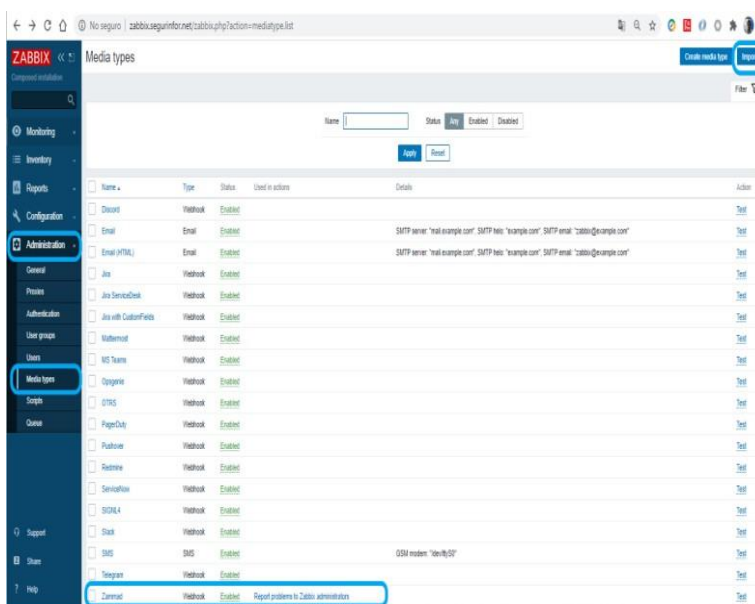 No seguro | zabbix.segurinfor.net/zabbix.php?action=mediatype.list
ZABBIX
Media types
Create media type
Impor
Filter
Name
Status Any Enabled Disabled
Apply Reset
Monitoring
Inventory
Reports
Configuration
Administration
General
Proxies
Authentication
User groups
Users
Media types
Scripts
Queue
Support
Share
Help
Name Type Status Used in actions Details Action
Discord Webhook Enabled Test
Email Email Enabled SMTP server: "mail.example.com", SMTP helo: "example.com", SMTP email: "zabbix@example.com" Test
Email (HTML) Email Enabled SMTP server: "mail.example.com", SMTP helo: "example.com", SMTP email: "zabbix@example.com" Test
Jira Webhook Enabled Test
Jira ServiceDesk Webhook Enabled Test
Jira with CustomFields Webhook Enabled Test
Mattermost Webhook Enabled Test
MS Teams Webhook Enabled Test
Opsgenie Webhook Enabled Test
OTRS Webhook Enabled Test
PagerDuty Webhook Enabled Test
Pushover Webhook Enabled Test
Redmine Webhook Enabled Test
ServiceNow Webhook Enabled Test
SIGNL4 Webhook Enabled Test
Slack Webhook Enabled Test
SMS SMS Enabled GSM modem: "/dev/ttyS0" Test
Telegram Webhook Enabled Test
Zammad Webhook Enabled Report problems to Zabbix administrators Test